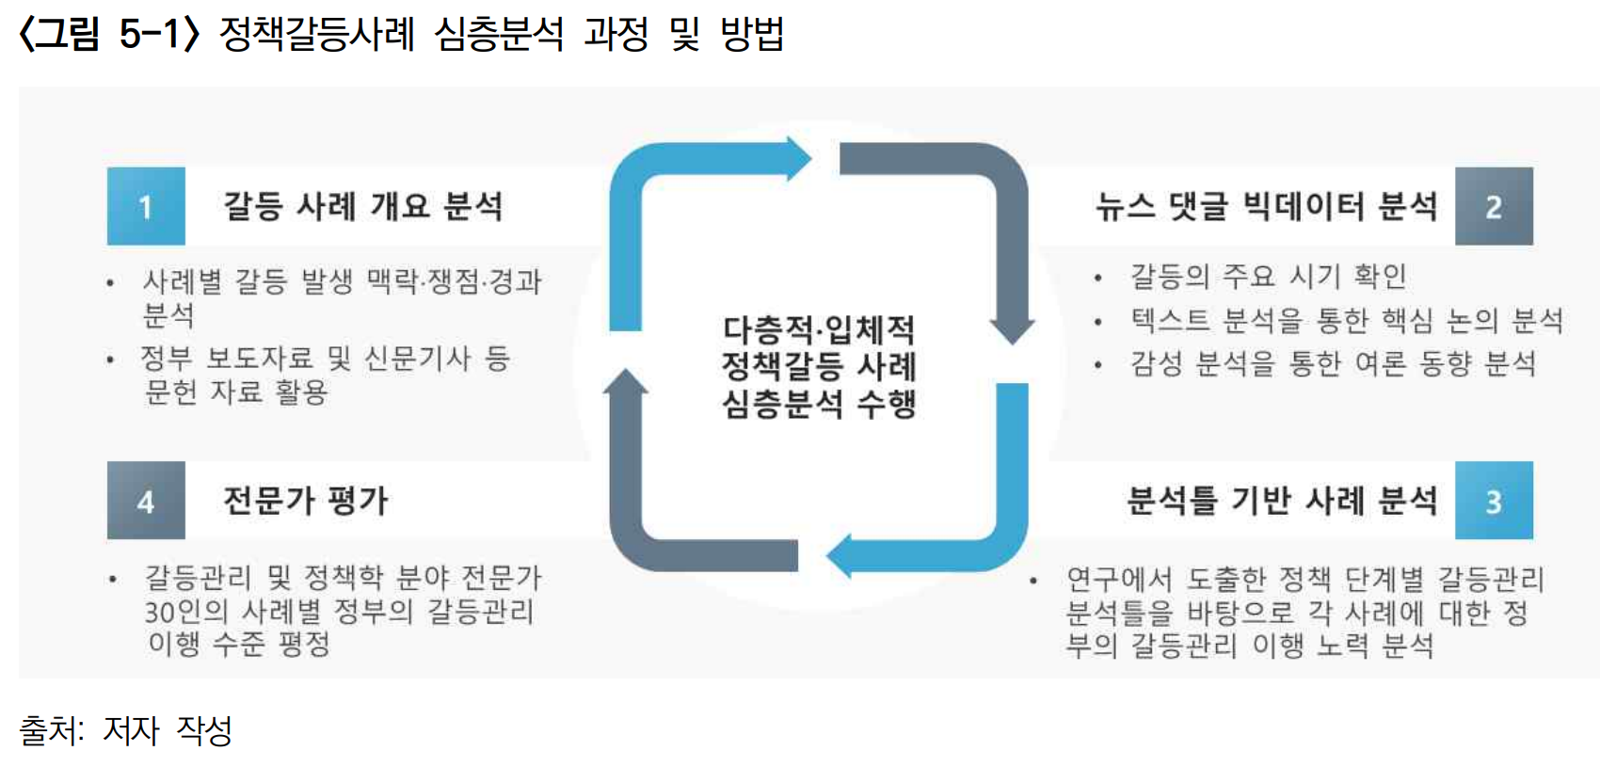 <그림 5-1> 정책갈등사례 심층분석 과정 및 방법
1
갈등 사례 개요 분석
• 사례별 갈등 발생 맥락·쟁점·경과
분석
• 정부 보도자료 및 신문기사 등
문헌 자료 활용
뉴스 댓글 빅데이터 분석
2
• 갈등의 주요 시기 확인
• 텍스트 분석을 통한 핵심 논의 분석
• 감성 분석을 통한 여론 동향 분석
다층적·입체적
정책갈등 사례
심층분석 수행
분석틀 기반 사례 분석
3
• 연구에서 도출한 정책 단계별 갈등관리
분석틀을 바탕으로 각 사례에 대한 정
부의 갈등관리 이행 노력 분석
4
전문가 평가
• 갈등관리 및 정책학 분야 전문가
30인의 사례별 정부의 갈등관리
이행 수준 평정
출처: 저자 작성